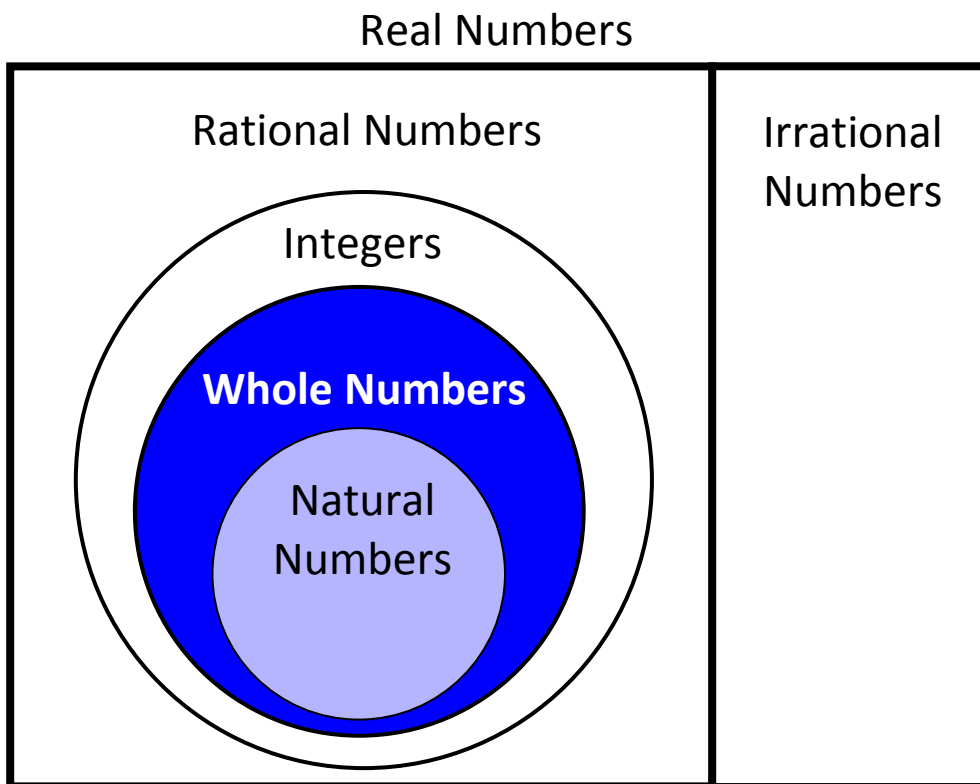 Real Numbers
Rational Numbers
Irrational
Numbers
Integers
Whole Numbers
Natural
Numbers